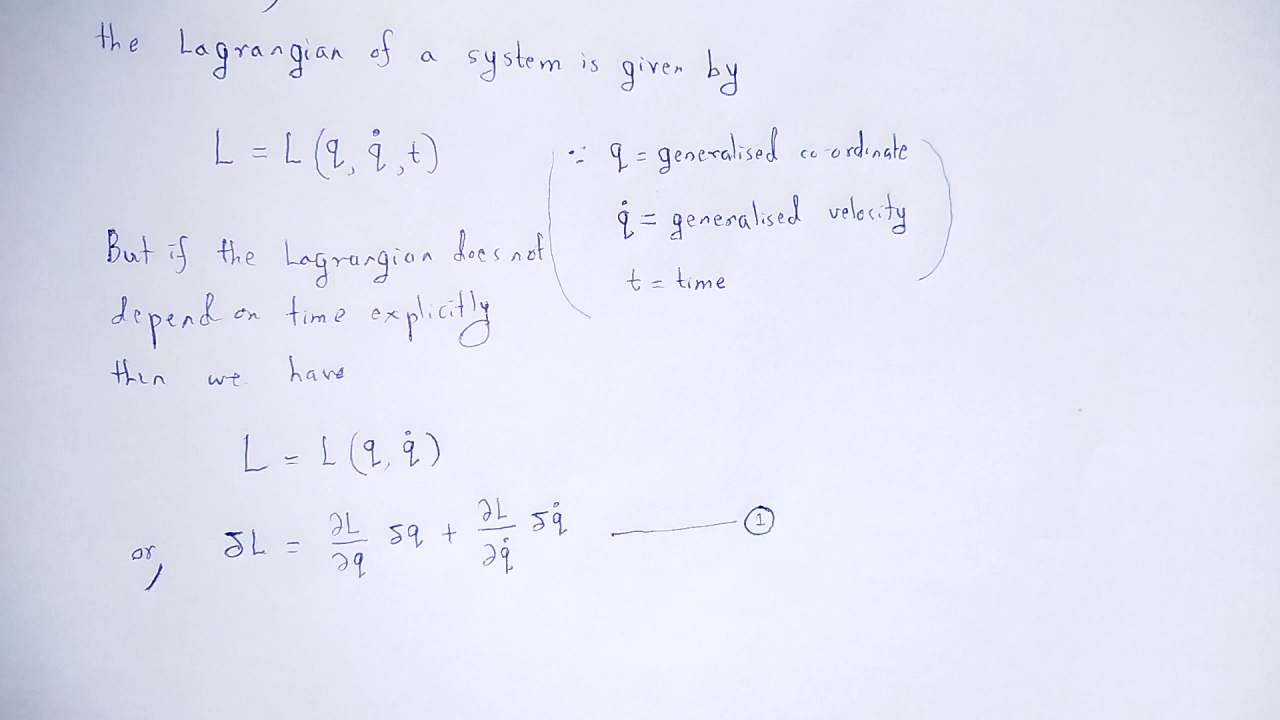 the Lagrangian of a system is given by
L = L(q, q̇, t) ∵ q = generalised co-ordinate
q̇ = generalised velocity
But if the Lagrangian does not
t = time
depend on time explicitly
then we have
L = L(q, q̇)
or, δL = ∂L/∂q δq + ∂L/∂q̇ δq̇ ——— ①